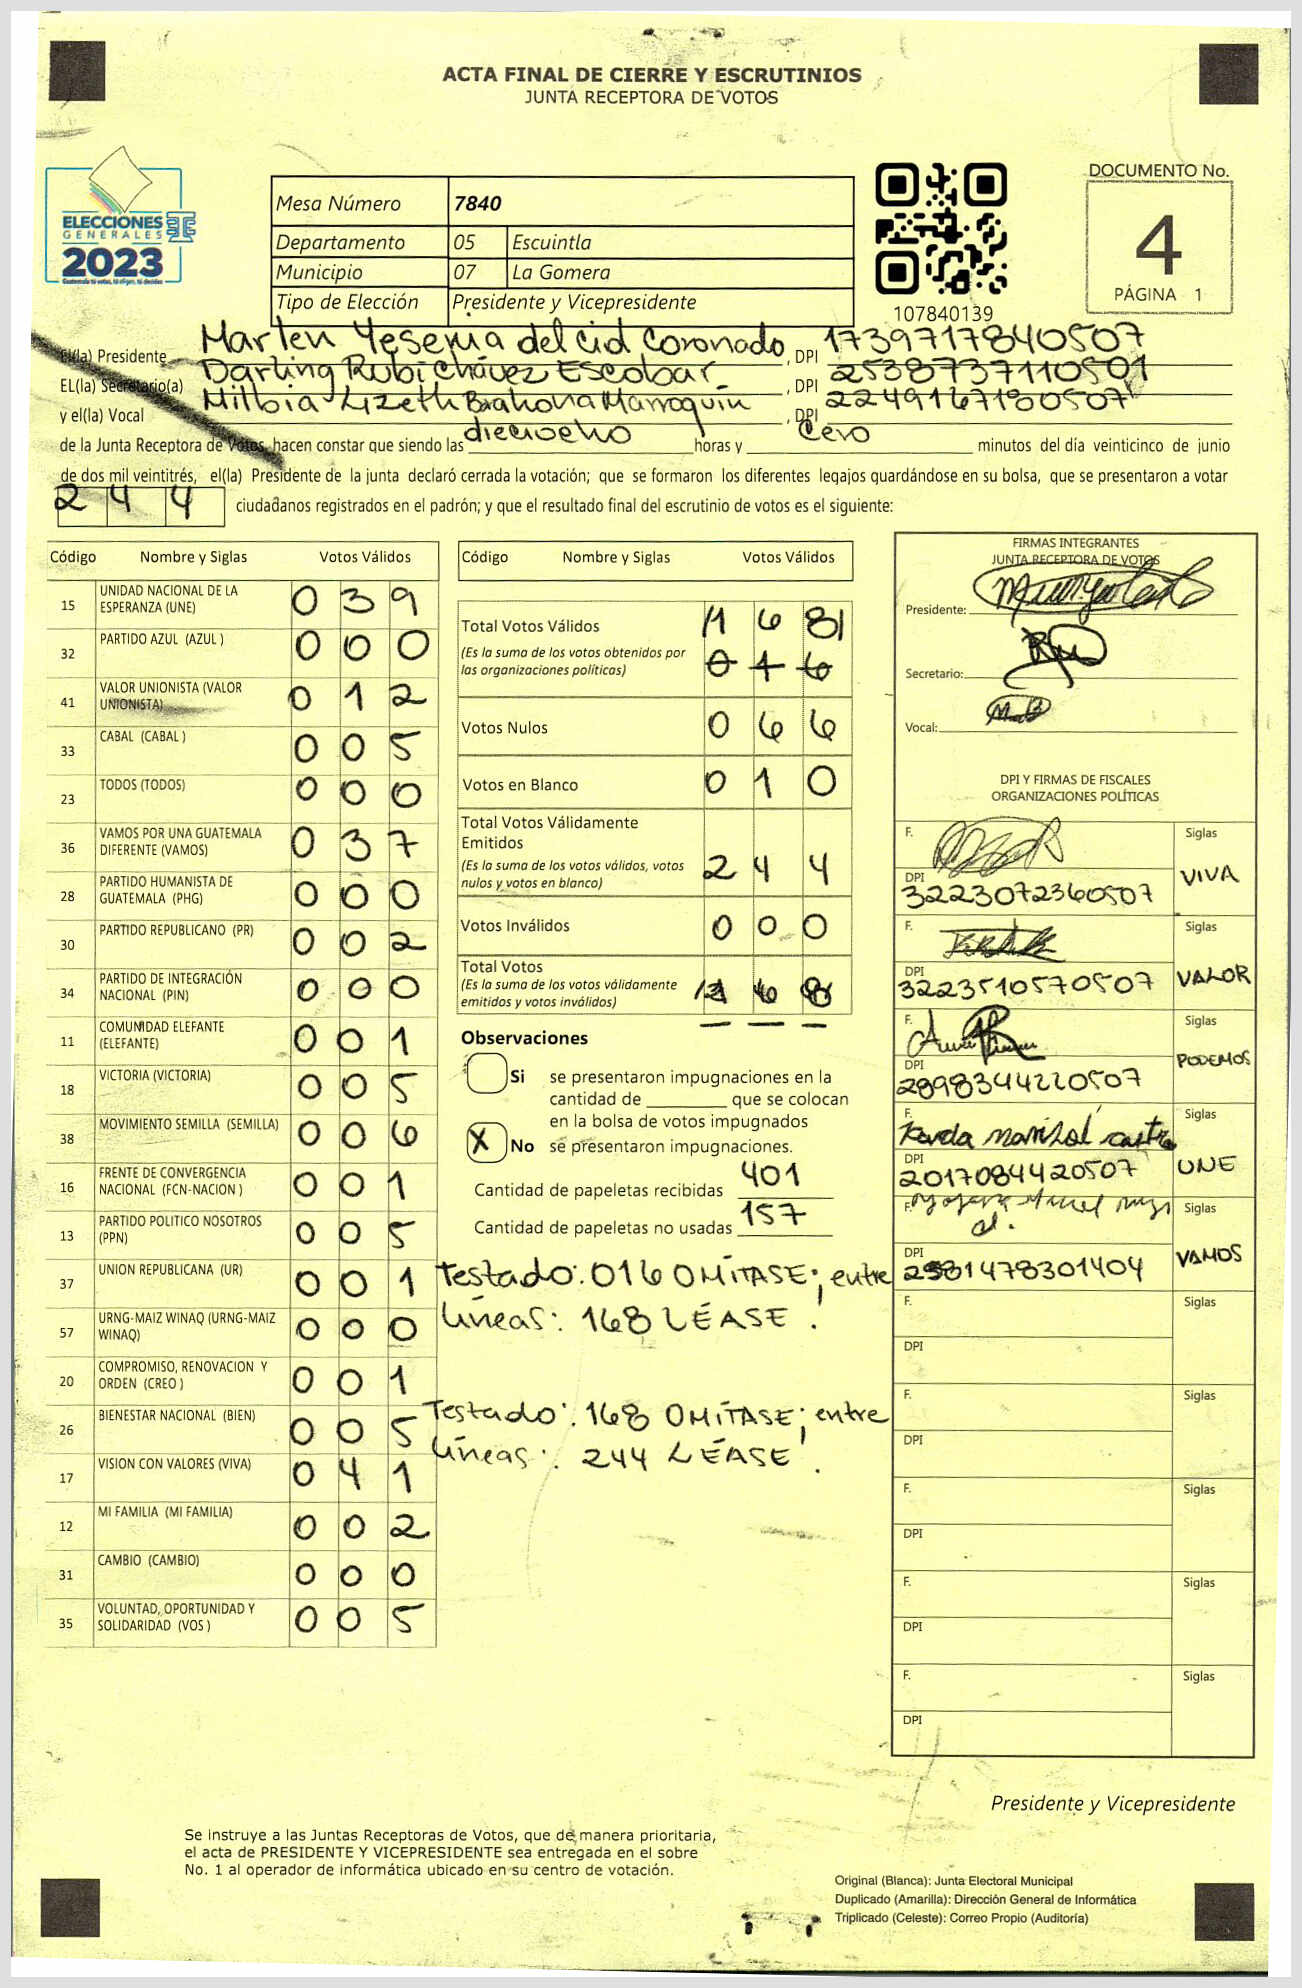 ACTA FINAL DE CIERRE Y ESCRUTINIOS
JUNTA RECEPTORA DE VOTOS
ELECCIONES
GENERALES
2023
Mesa Número 7840
Departamento 05 Escuintla
Municipio 07 La Gomera
Tipo de Elección Presidente y Vicepresidente
107840139
DOCUMENTO No.
4
PÁGINA 1
El(la) Presidente Marlen Yesenia del Cid Coronado, DPI 1739717840507
EL(la) Secretario(a) Darling Rubi Chávez Escobar, DPI 2538737110501
y el(la) Vocal Milbia Lizeth Barahona Marroquin, DPI 2249167180507
de la Junta Receptora de Votos, hacen constar que siendo las dieciocho horas y cero minutos del día veinticinco de junio
de dos mil veintitrés, el(la) Presidente de la junta declaró cerrada la votación; que se formaron los diferentes legajos guardándose en su bolsa, que se presentaron a votar
244 ciudadanos registrados en el padrón; y que el resultado final del escrutinio de votos es el siguiente:
Código Nombre y Siglas Votos Válidos
15 UNIDAD NACIONAL DE LA ESPERANZA (UNE) 0 3 9
32 PARTIDO AZUL (AZUL ) 0 0 0
41 VALOR UNIONISTA (VALOR UNIONISTA) 0 1 2
33 CABAL (CABAL ) 0 0 5
23 TODOS (TODOS) 0 0 0
36 VAMOS POR UNA GUATEMALA DIFERENTE (VAMOS) 0 3 7
28 PARTIDO HUMANISTA DE GUATEMALA (PHG) 0 0 0
30 PARTIDO REPUBLICANO (PR) 0 0 2
34 PARTIDO DE INTEGRACIÓN NACIONAL (PIN) 0 0 0
11 COMUNIDAD ELEFANTE (ELEFANTE) 0 0 1
18 VICTORIA (VICTORIA) 0 0 5
38 MOVIMIENTO SEMILLA (SEMILLA) 0 0 6
16 FRENTE DE CONVERGENCIA NACIONAL (FCN-NACION ) 0 0 1
13 PARTIDO POLITICO NOSOTROS (PPN) 0 0 5
37 UNION REPUBLICANA (UR) 0 0 1
57 URNG-MAIZ WINAQ (URNG-MAIZ WINAQ) 0 0 0
20 COMPROMISO, RENOVACION Y ORDEN (CREO ) 0 0 1
26 BIENESTAR NACIONAL (BIEN) 0 0 5
17 VISION CON VALORES (VIVA) 0 4 1
12 MI FAMILIA (MI FAMILIA) 0 0 2
31 CAMBIO (CAMBIO) 0 0 0
35 VOLUNTAD, OPORTUNIDAD Y SOLIDARIDAD (VOS ) 0 0 5
Código Nombre y Siglas Votos Válidos
Total Votos Válidos 1 6 8
(Es la suma de los votos obtenidos por
las organizaciones políticas) 0 1 6
Votos Nulos 0 6 6
Votos en Blanco 0 1 0
Total Votos Válidamente
Emitidos
(Es la suma de los votos válidos, votos
nulos y votos en blanco) 2 4 4
Votos Inválidos 0 0 0
Total Votos
(Es la suma de los votos válidamente
emitidos y votos inválidos) 1 6 8
Observaciones
Si se presentaron impugnaciones en la
cantidad de ________ que se colocan
en la bolsa de votos impugnados
X No se presentaron impugnaciones.
Cantidad de papeletas recibidas 401
Cantidad de papeletas no usadas 157
Testado: 016 OMÍTASE; entre
líneas: 168 LÉASE!
Testado: 168 OMÍTASE; entre
líneas: 244 LÉASE!
FIRMAS INTEGRANTES
JUNTA RECEPTORA DE VOTOS
Presidente:
Secretario:
Vocal:
DPI Y FIRMAS DE FISCALES
ORGANIZACIONES POLÍTICAS
F. Siglas
DPI 3223072360507 VIVA
F. Siglas
DPI 3223510570507 VALOR
F. Siglas
DPI 2898344220507 PODEMOS
F. Siglas
DPI 2017084420507 UNE
F. Siglas
DPI 2581478301404 VAMOS
F. Siglas
DPI
F. Siglas
DPI
F. Siglas
DPI
F. Siglas
DPI
F. Siglas
DPI
Presidente y Vicepresidente
Se instruye a las Juntas Receptoras de Votos, que de manera prioritaria,
el acta de PRESIDENTE Y VICEPRESIDENTE sea entregada en el sobre
No. 1 al operador de informática ubicado en su centro de votación.
Original (Blanca): Junta Electoral Municipal
Duplicado (Amarilla): Dirección General de Informática
Triplicado (Celeste): Correo Propio (Auditoría)